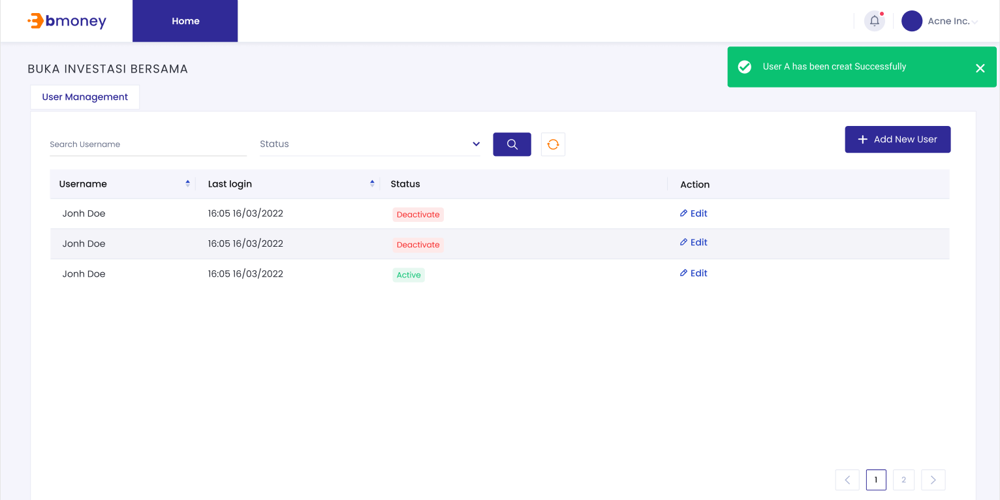 bmoney
Home
Acne Inc.
User A has been creat Successfully
BUKA INVESTASI BERSAMA
User Management
Search Username
Status
Add New User
Username Last login Status Action
Jonh Doe 16:05 16/03/2022 Deactivate Edit
Jonh Doe 16:05 16/03/2022 Deactivate Edit
Jonh Doe 16:05 16/03/2022 Active Edit
1 2